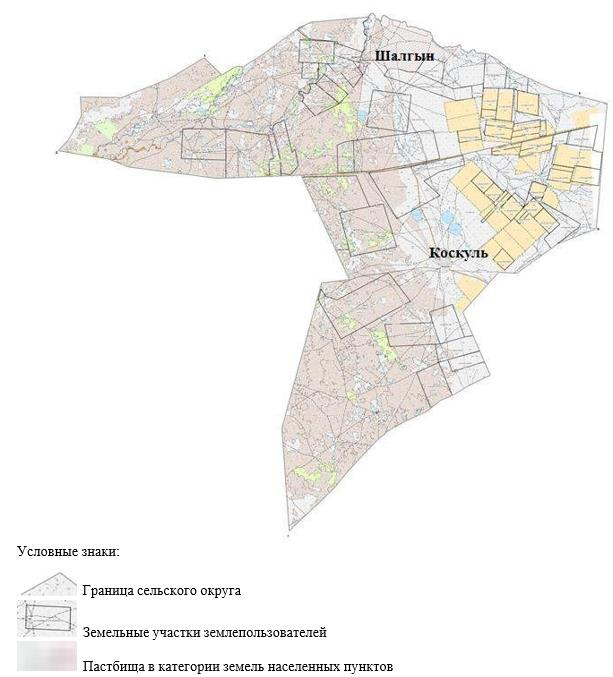 Шалгын
Коскуль
Условные знаки:
Граница сельского округа
Земельные участки землепользователей
Пастбища в категории земель населенных пунктов